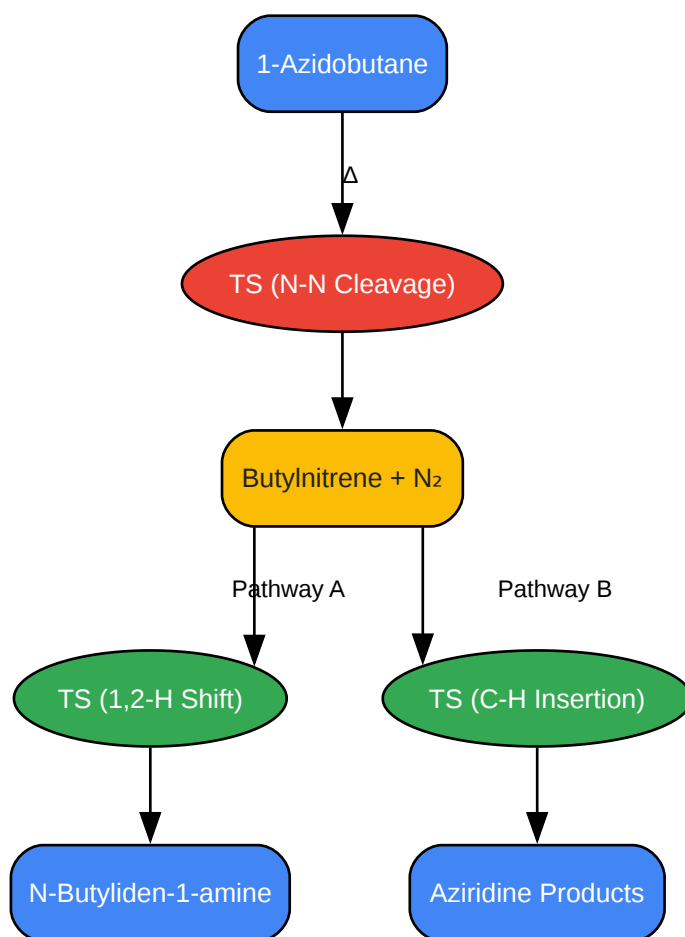 1-Azidobutane
Δ
TS (N-N Cleavage)
Butylnitrene + N₂
Pathway A
Pathway B
TS (1,2-H Shift)
TS (C-H Insertion)
N-Butyliden-1-amine
Aziridine Products